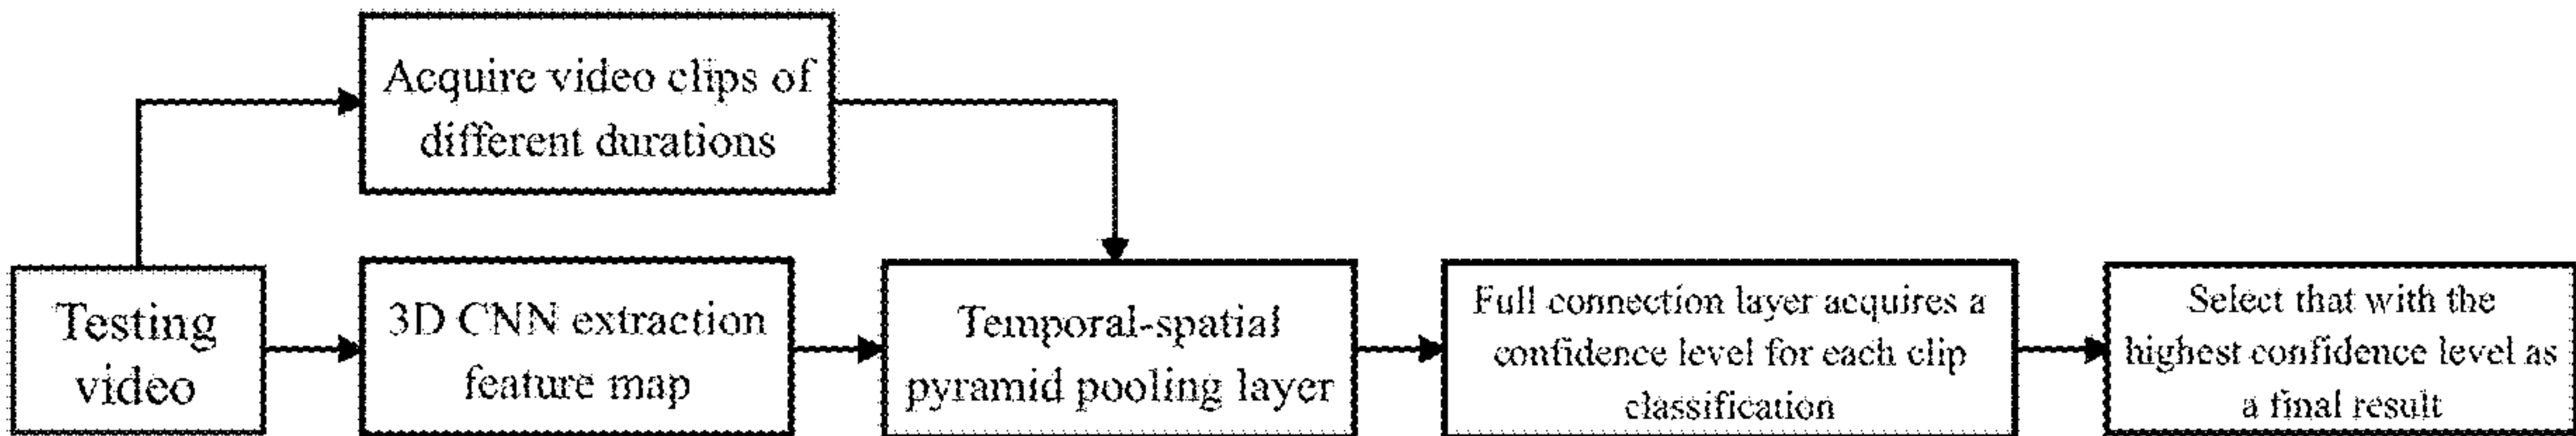 Acquire video clips of
different durations
Testing
video
3D CNN extraction
feature map
Temporal-spatial
pyramid pooling layer
Full connection layer acquires a
confidence level for each clip
classification
Select that with the
highest confidence level as
a final result